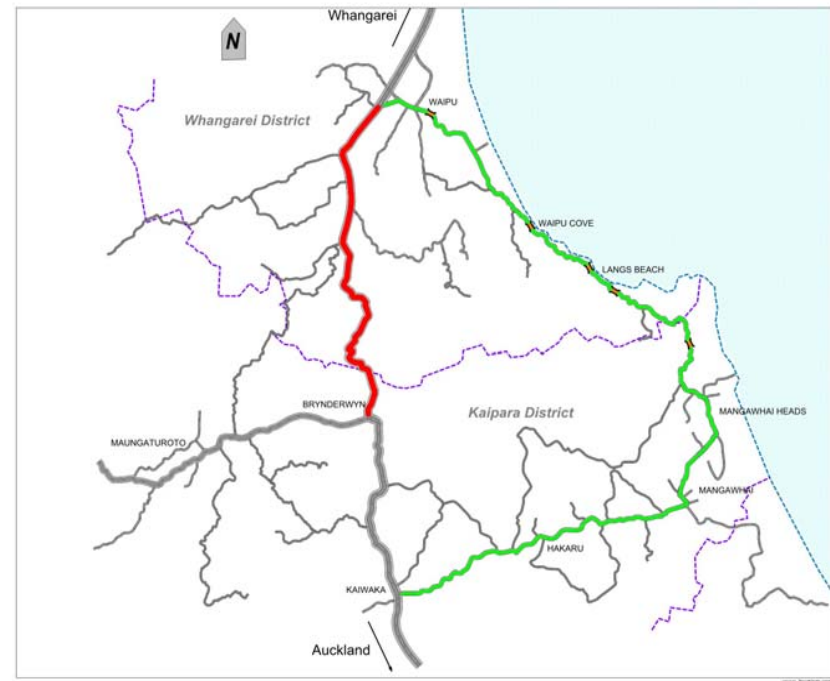 Whangarei
N
WAIPU
Whangarei District
WAIPU COVE
LANGS BEACH
BRYNDERWYN
Kaipara District
MANGAWHAI HEADS
MAUNGATUROTO
MANGAWHAI
HAKARU
KAIWAKA
Auckland